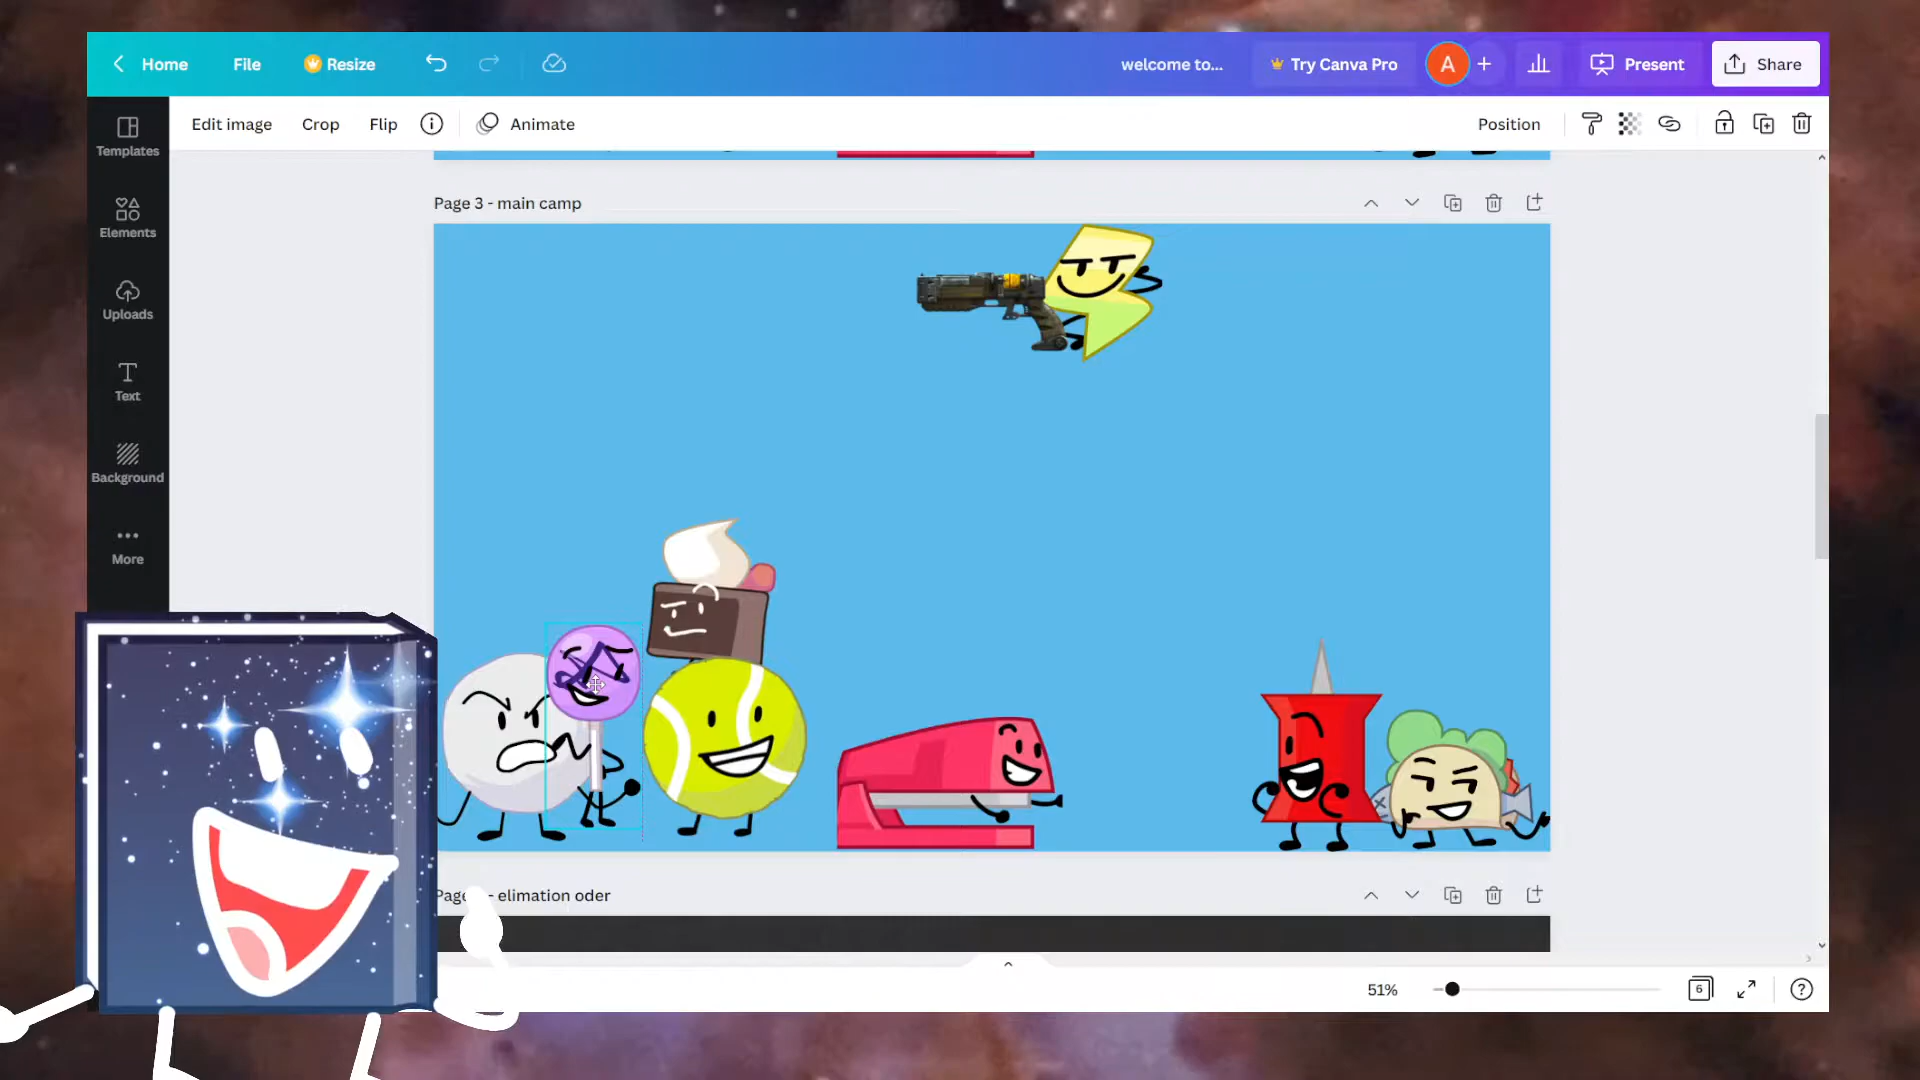 Home File Resize welcome to... Try Canva Pro A Present Share
Edit image Crop Flip Animate Position
Templates
Elements
Uploads
Text
Background
More
Page 3 - main camp
Page - elimation oder
51% 6